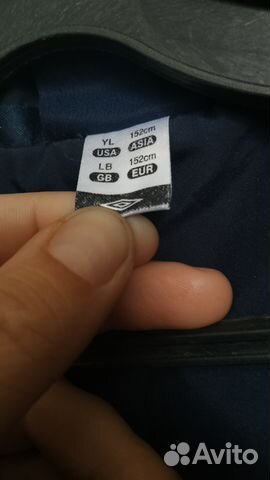 YL 152cm
USA ASIA
LB 152cm
GB EUR
Avito